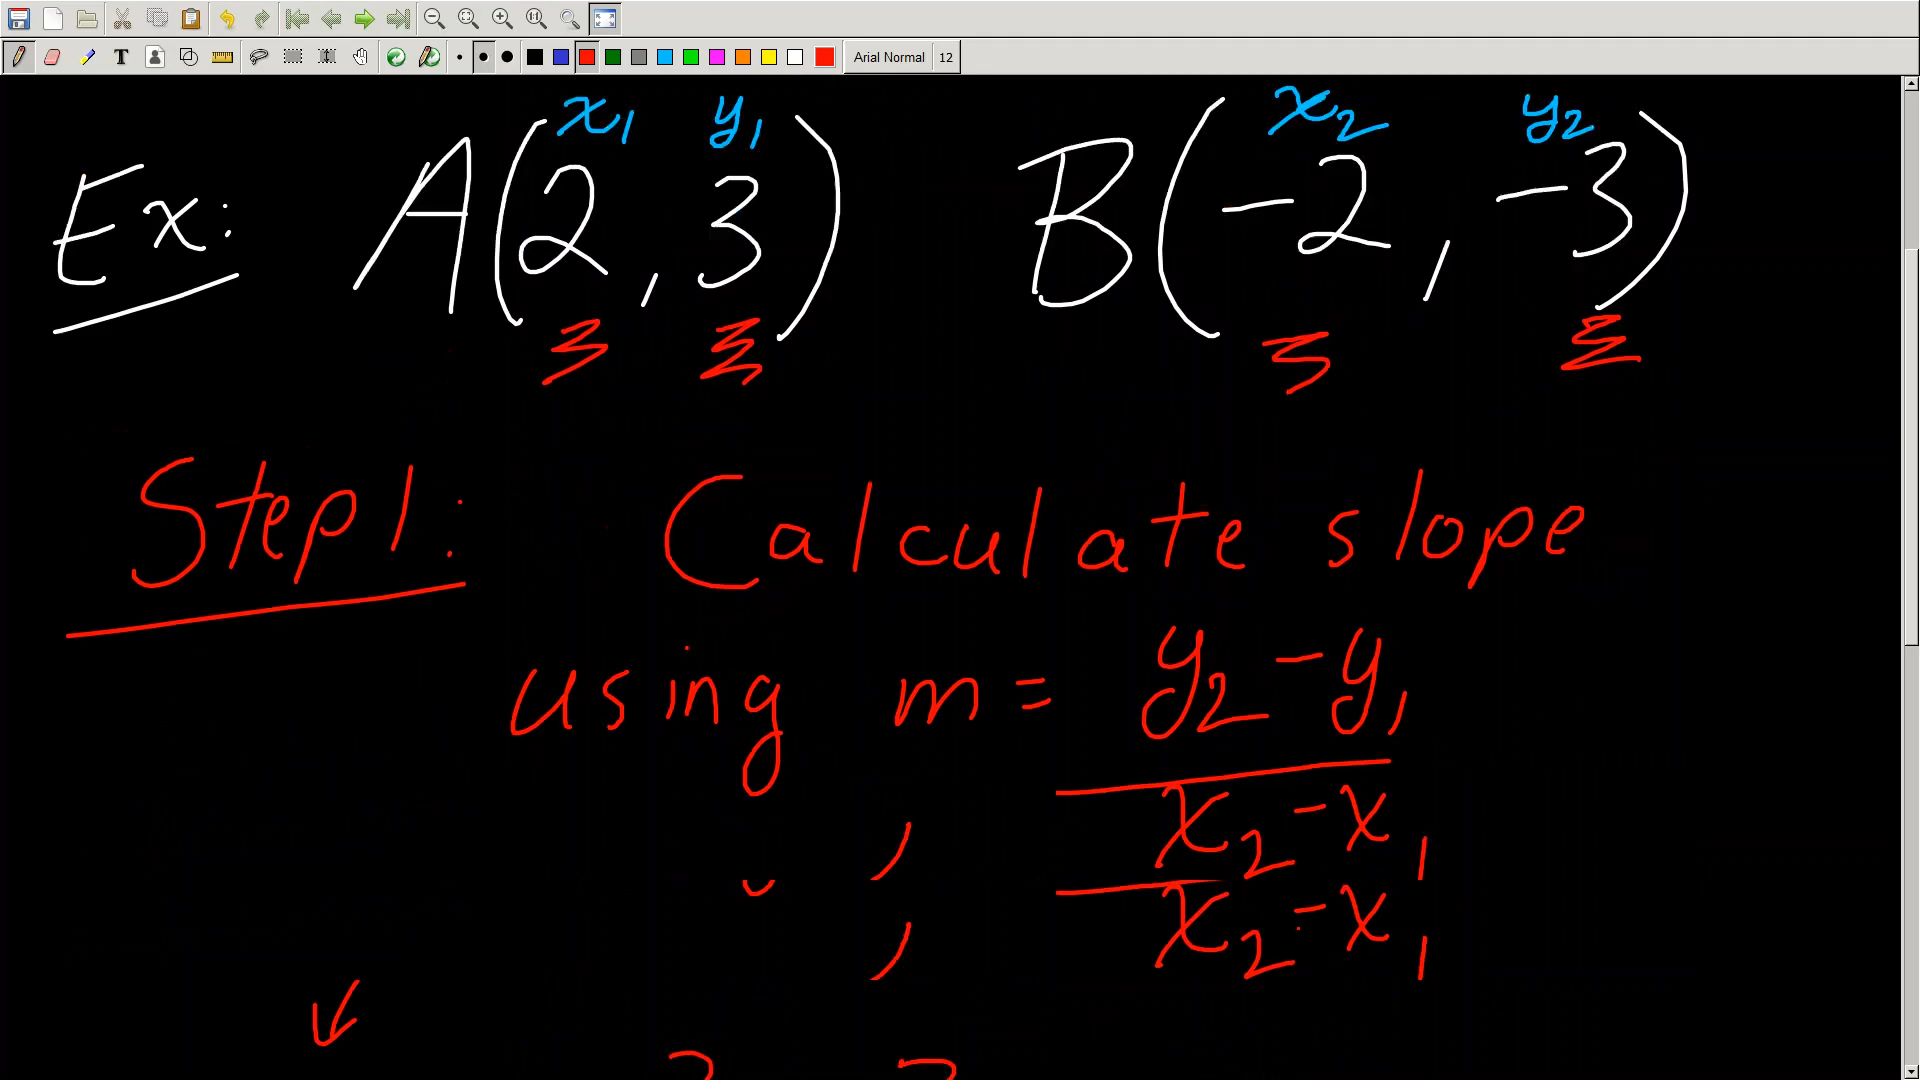 T Arial Normal 12
x₁ y₁ x₂ y₂
Ex: A(2, 3) B(-2, -3)
Step 1: Calculate slope
using m = y₂ - y₁
x₂ - x₁
x₂ - x₁